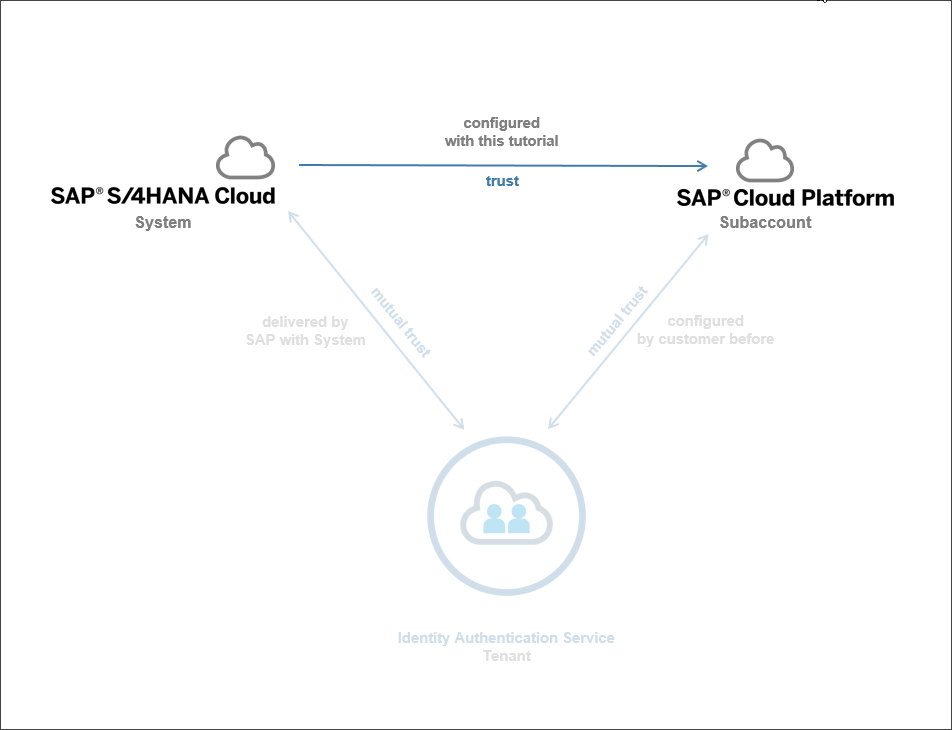 configured
with this tutorial
trust
SAP® S/4HANA Cloud
System
SAP® Cloud Platform
Subaccount
mutual trust
delivered by
SAP with System
mutual trust
configured
by customer before
Identity Authentication Service
Tenant